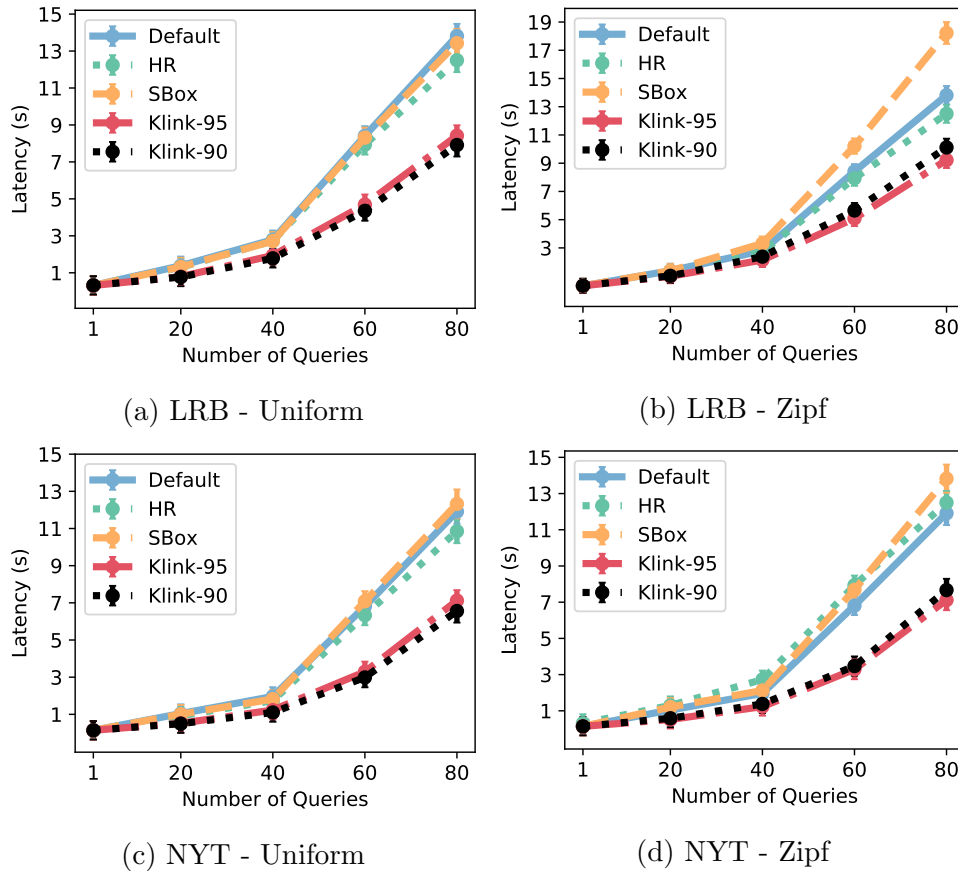 15
13
11
9
7
5
3
1
Latency (s)
Default
HR
SBox
Klink-95
Klink-90
1 20 40 60 80
Number of Queries
(a) LRB - Uniform
19
17
15
13
11
9
7
5
3
Latency (s)
Default
HR
SBox
Klink-95
Klink-90
1 20 40 60 80
Number of Queries
(b) LRB - Zipf
15
13
11
9
7
5
3
1
Latency (s)
Default
HR
SBox
Klink-95
Klink-90
1 20 40 60 80
Number of Queries
(c) NYT - Uniform
15
13
11
9
7
5
3
1
Latency (s)
Default
HR
SBox
Klink-95
Klink-90
1 20 40 60 80
Number of Queries
(d) NYT - Zipf